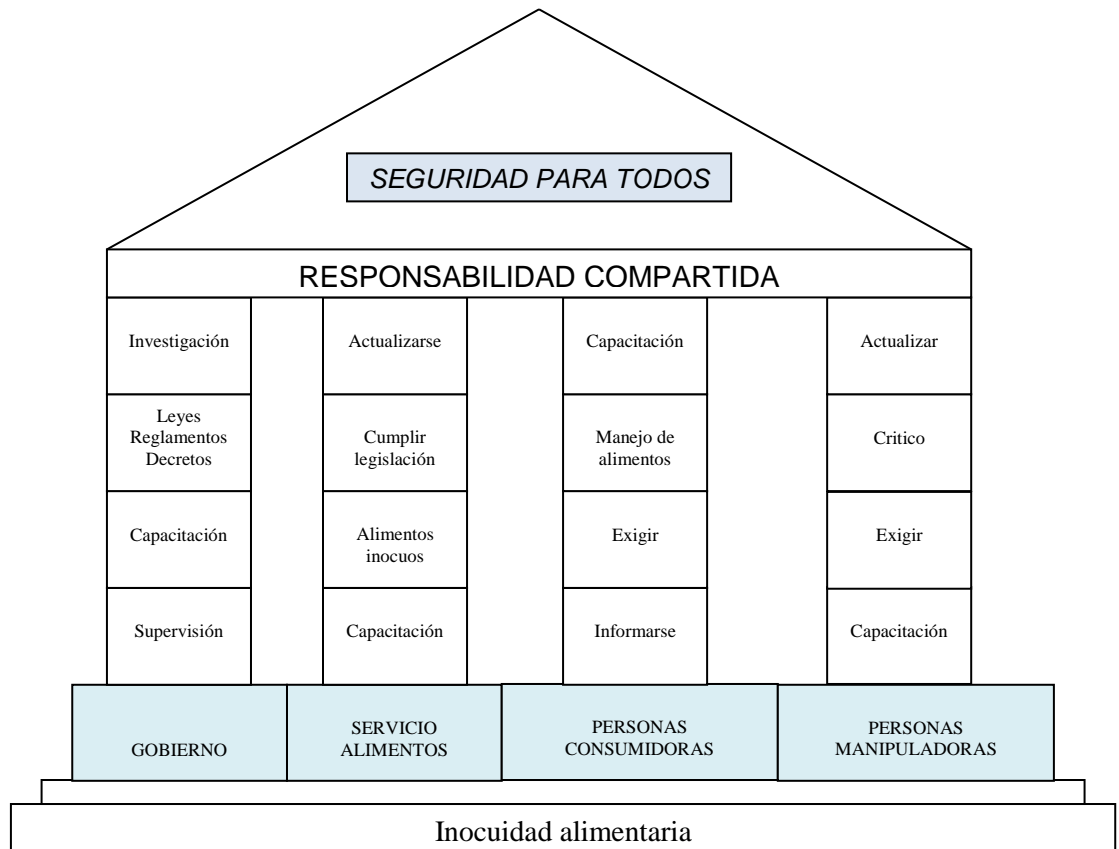 SEGURIDAD PARA TODOS
RESPONSABILIDAD COMPARTIDA
Investigación
Leyes
Reglamentos
Decretos
Capacitación
Supervisión
Actualizarse
Cumplir
legislación
Alimentos
inocuos
Capacitación
Capacitación
Manejo de
alimentos
Exigir
Informarse
Actualizar
Critico
Exigir
Capacitación
GOBIERNO
SERVICIO
ALIMENTOS
PERSONAS
CONSUMIDORAS
PERSONAS
MANIPULADORAS
Inocuidad alimentaria